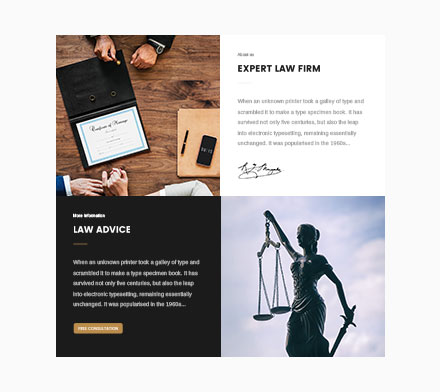 About us
EXPERT LAW FIRM
When an unknown printer took a galley of type and
scrambled it to make a type specimen book. It has
survived not only five centuries, but also the leap
into electronic typesetting, remaining essentially
unchanged. It was popularised in the 1960s...
Certificate of Marriage
More Information
LAW ADVICE
When an unknown printer took a galley of type and
scrambled it to make a type specimen book. It has
survived not only five centuries, but also the leap
into electronic typesetting, remaining essentially
unchanged. It was popularised in the 1960s...
FREE CONSULTATION